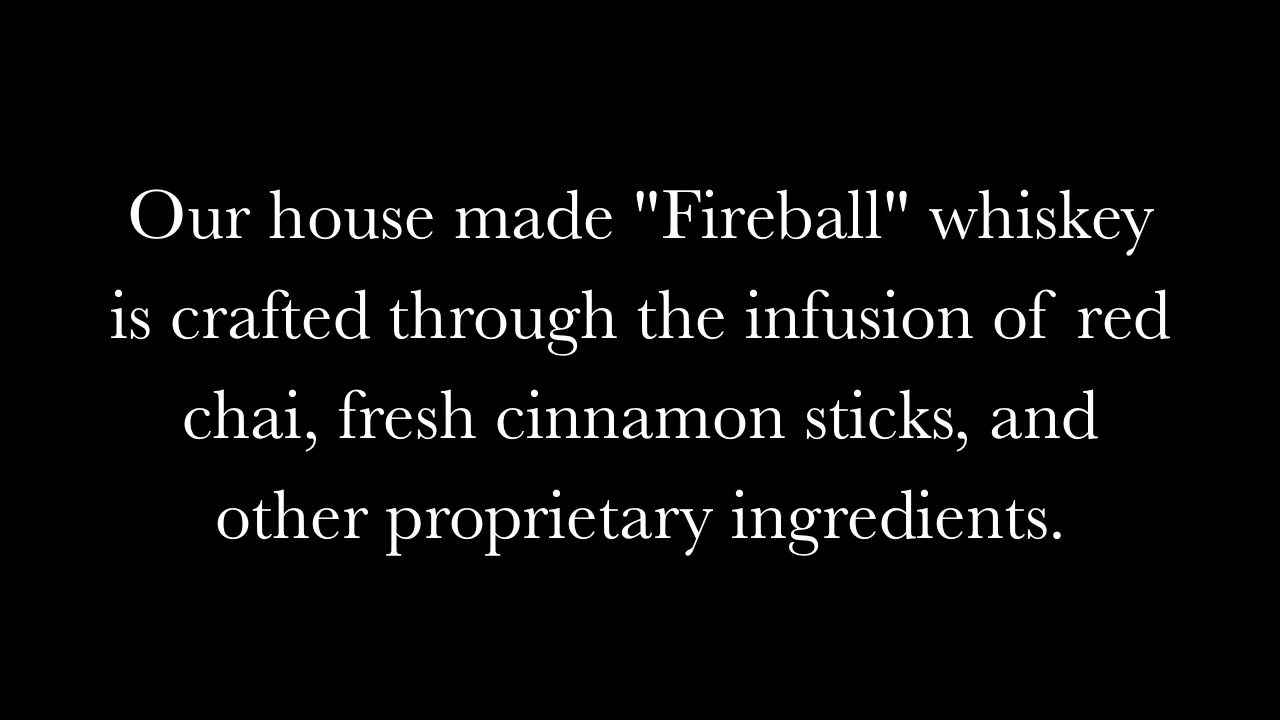 Our house made "Fireball" whiskey
is crafted through the infusion of red
chai, fresh cinnamon sticks, and
other proprietary ingredients.